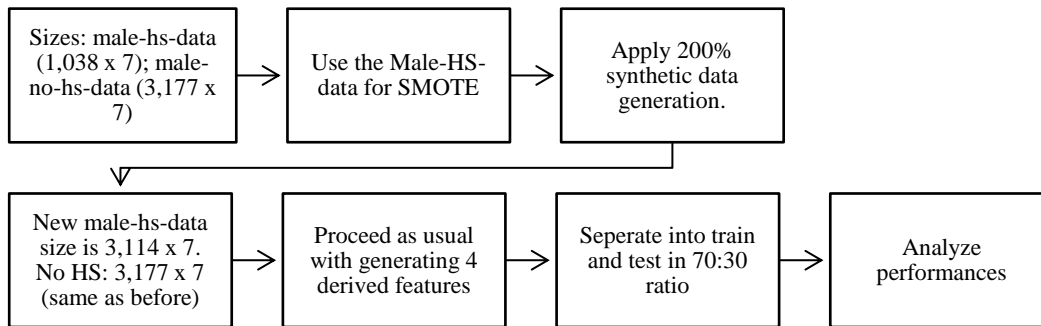 Sizes: male-hs-data
(1,038 x 7); male-
no-hs-data (3,177 x
7)
Use the Male-HS-
data for SMOTE
Apply 200%
synthetic data
generation.
New male-hs-data
size is 3,114 x 7.
No HS: 3,177 x 7
(same as before)
Proceed as usual
with generating 4
derived features
Seperate into train
and test in 70:30
ratio
Analyze
performances